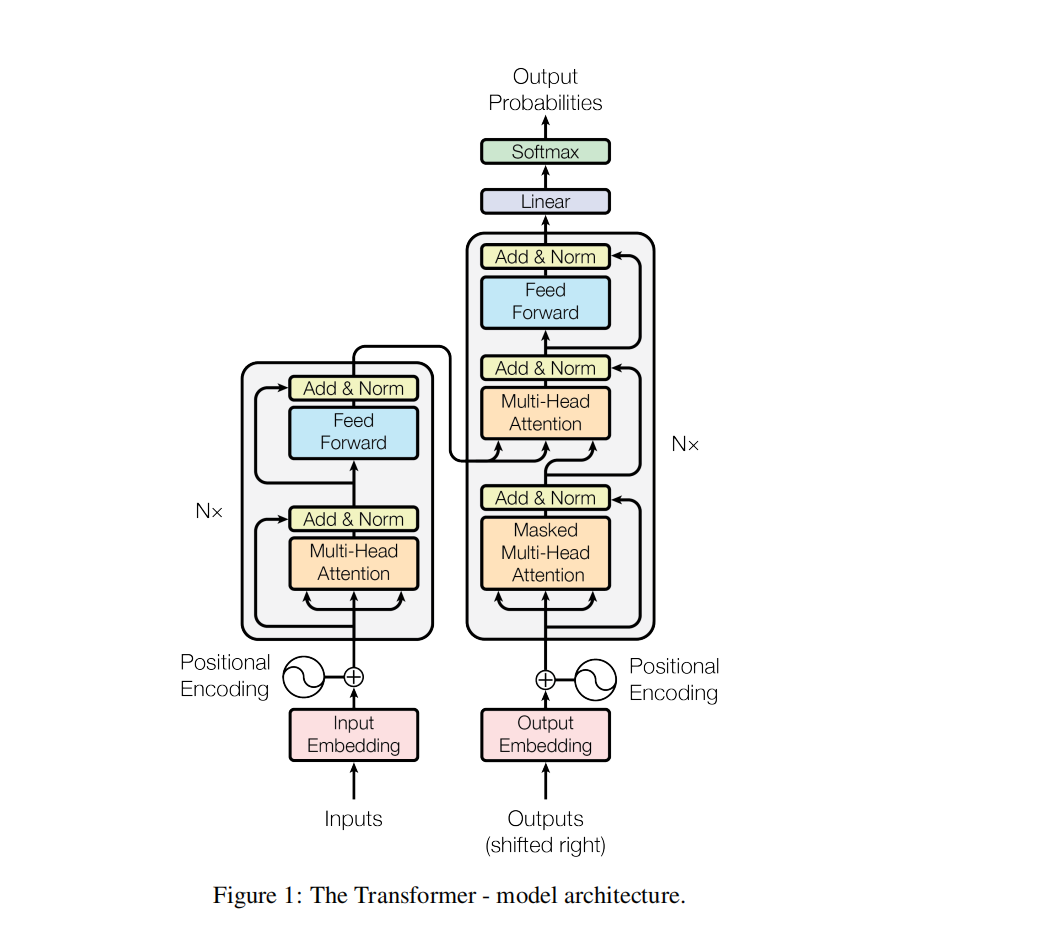 Output
Probabilities
Softmax
Linear
Add & Norm
Feed
Forward
Add & Norm
Multi-Head
Attention
Add & Norm
Masked
Multi-Head
Attention
N×
Add & Norm
Feed
Forward
Add & Norm
Multi-Head
Attention
N×
Positional
Encoding
Positional
Encoding
Input
Embedding
Output
Embedding
Inputs
Outputs
(shifted right)
Figure 1: The Transformer - model architecture.